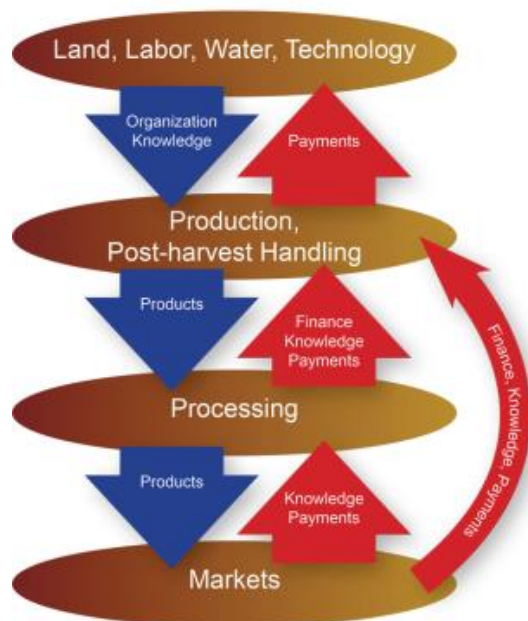 Land, Labor, Water, Technology
Organization
Knowledge
Payments
Production,
Post-harvest Handling
Products
Finance
Knowledge
Payments
Processing
Products
Knowledge
Payments
Finance, Knowledge, Payments
Markets